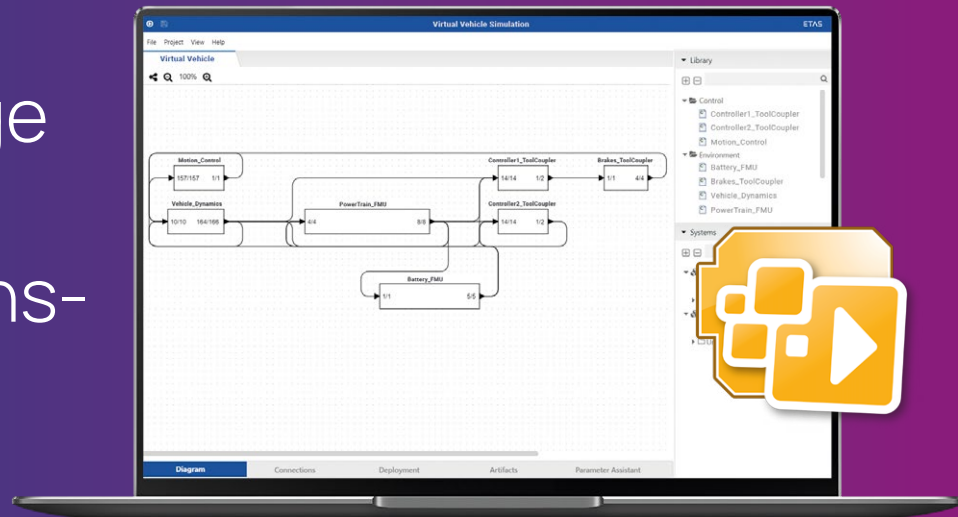 ge
ns-
Virtual Vehicle Simulation
ETAS
File Project View Help
Virtual Vehicle
100%
Motion_Control
157/157 1/1
Vehicle_Dynamics
10/10 164/166
PowerTrain_FMU
4/4 8/8
Controller1_ToolCoupler
14/14 1/2
Brakes_ToolCoupler
1/1 4/4
Controller2_ToolCoupler
14/14 1/2
Battery_FMU
1/1 5/5
Library
Control
Controller1_ToolCoupler
Controller2_ToolCoupler
Motion_Control
Environment
Battery_FMU
Brakes_ToolCoupler
Vehicle_Dynamics
PowerTrain_FMU
Systems
Diagram
Connections
Deployment
Artifacts
Parameter Assistant